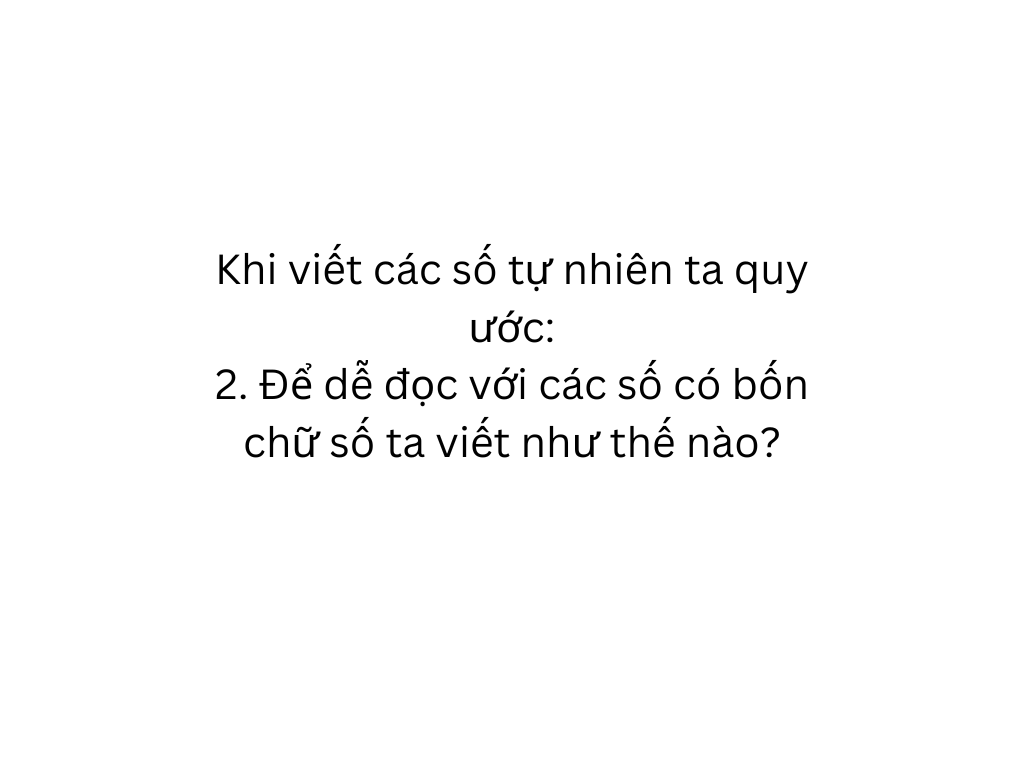 Khi viết các số tự nhiên ta quy
ước:
2. Để dễ đọc với các số có bốn
chữ số ta viết như thế nào?